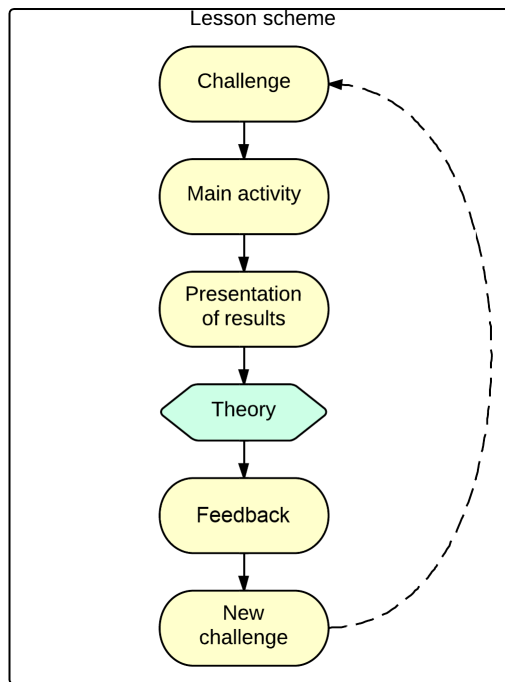 Lesson scheme
Challenge
Main activity
Presentation
of results
Theory
Feedback
New
challenge